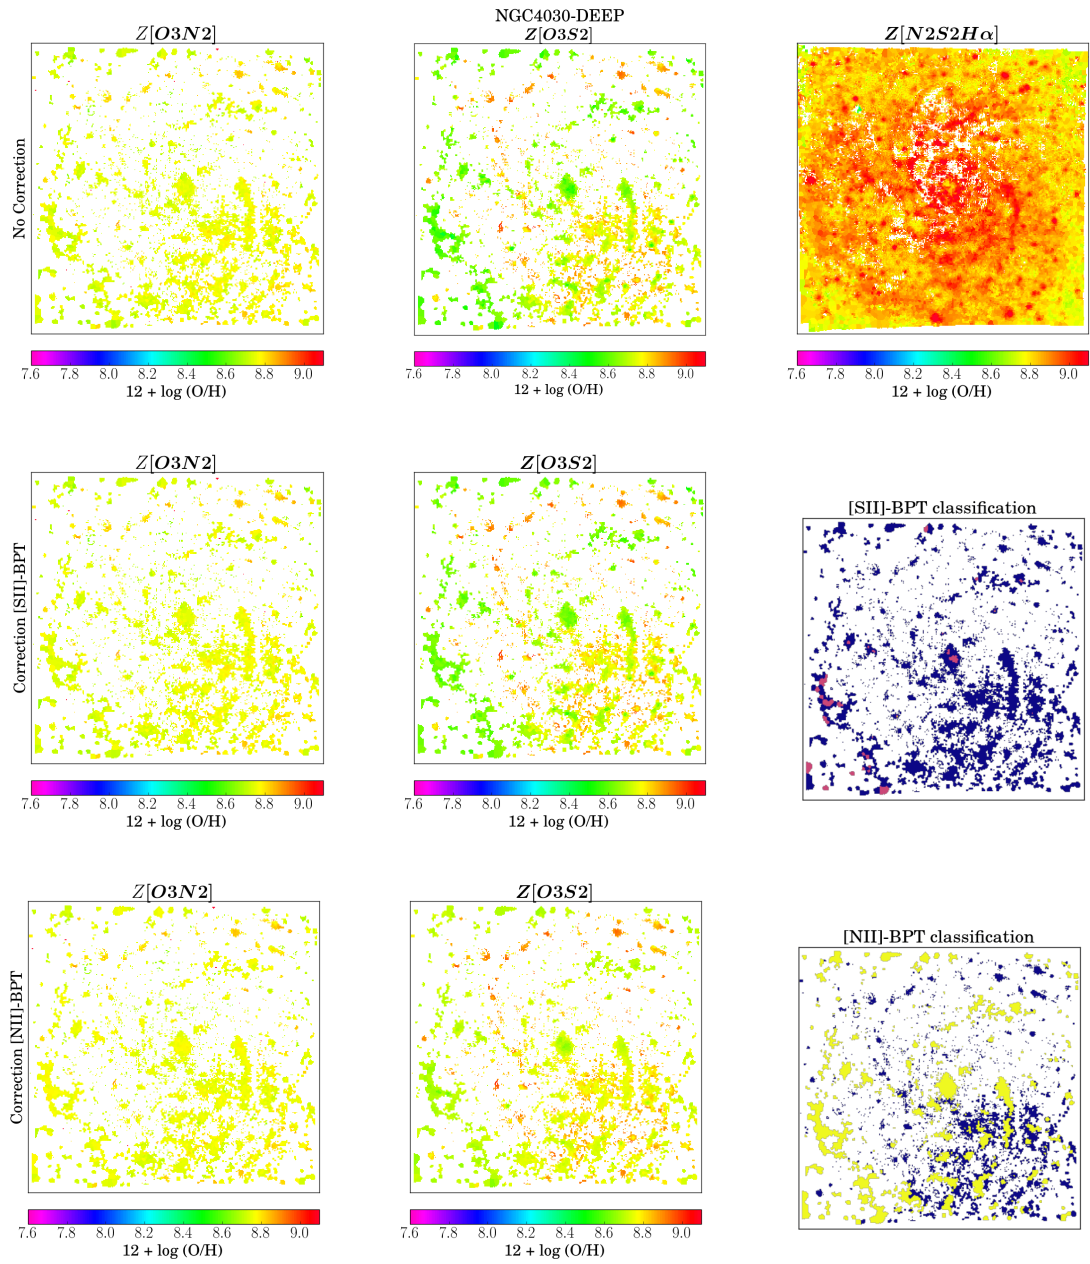 NGC4030-DEEP
Z[O3N2]
Z[O3S2]
Z[N2S2Hα]
No Correction
7.6 7.8 8.0 8.2 8.4 8.6 8.8 9.0
12 + log (O/H)
7.6 7.8 8.0 8.2 8.4 8.6 8.8 9.0
12 + log (O/H)
7.6 7.8 8.0 8.2 8.4 8.6 8.8 9.0
12 + log (O/H)
Z[O3N2]
Z[O3S2]
[SII]-BPT classification
Correction [SII]-BPT
7.6 7.8 8.0 8.2 8.4 8.6 8.8 9.0
12 + log (O/H)
7.6 7.8 8.0 8.2 8.4 8.6 8.8 9.0
12 + log (O/H)
Z[O3N2]
Z[O3S2]
[NII]-BPT classification
Correction [NII]-BPT
7.6 7.8 8.0 8.2 8.4 8.6 8.8 9.0
12 + log (O/H)
7.6 7.8 8.0 8.2 8.4 8.6 8.8 9.0
12 + log (O/H)